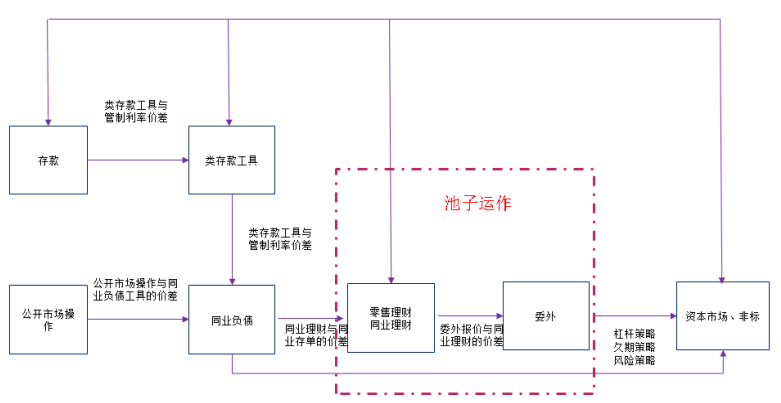 类存款工具与
管制利率价差
存款
类存款工具
池子运作
类存款工具与
管制利率价差
公开市场操作与同
业负债工具的价差
公开市场操
作
同业负债
同业理财与同
业存单的价差
零售理财
同业理财
委外报价与同
业理财的价差
委外
杠杆策略
久期策略
风险策略
资本市场、非标